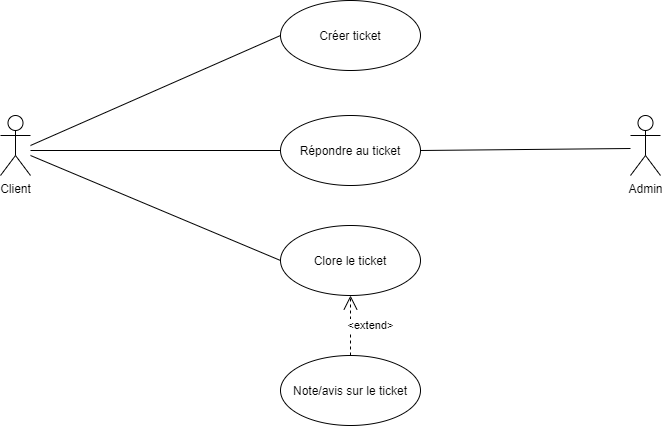 Créer ticket
Répondre au ticket
Client
Admin
Clore le ticket
<extend>
Note/avis sur le ticket